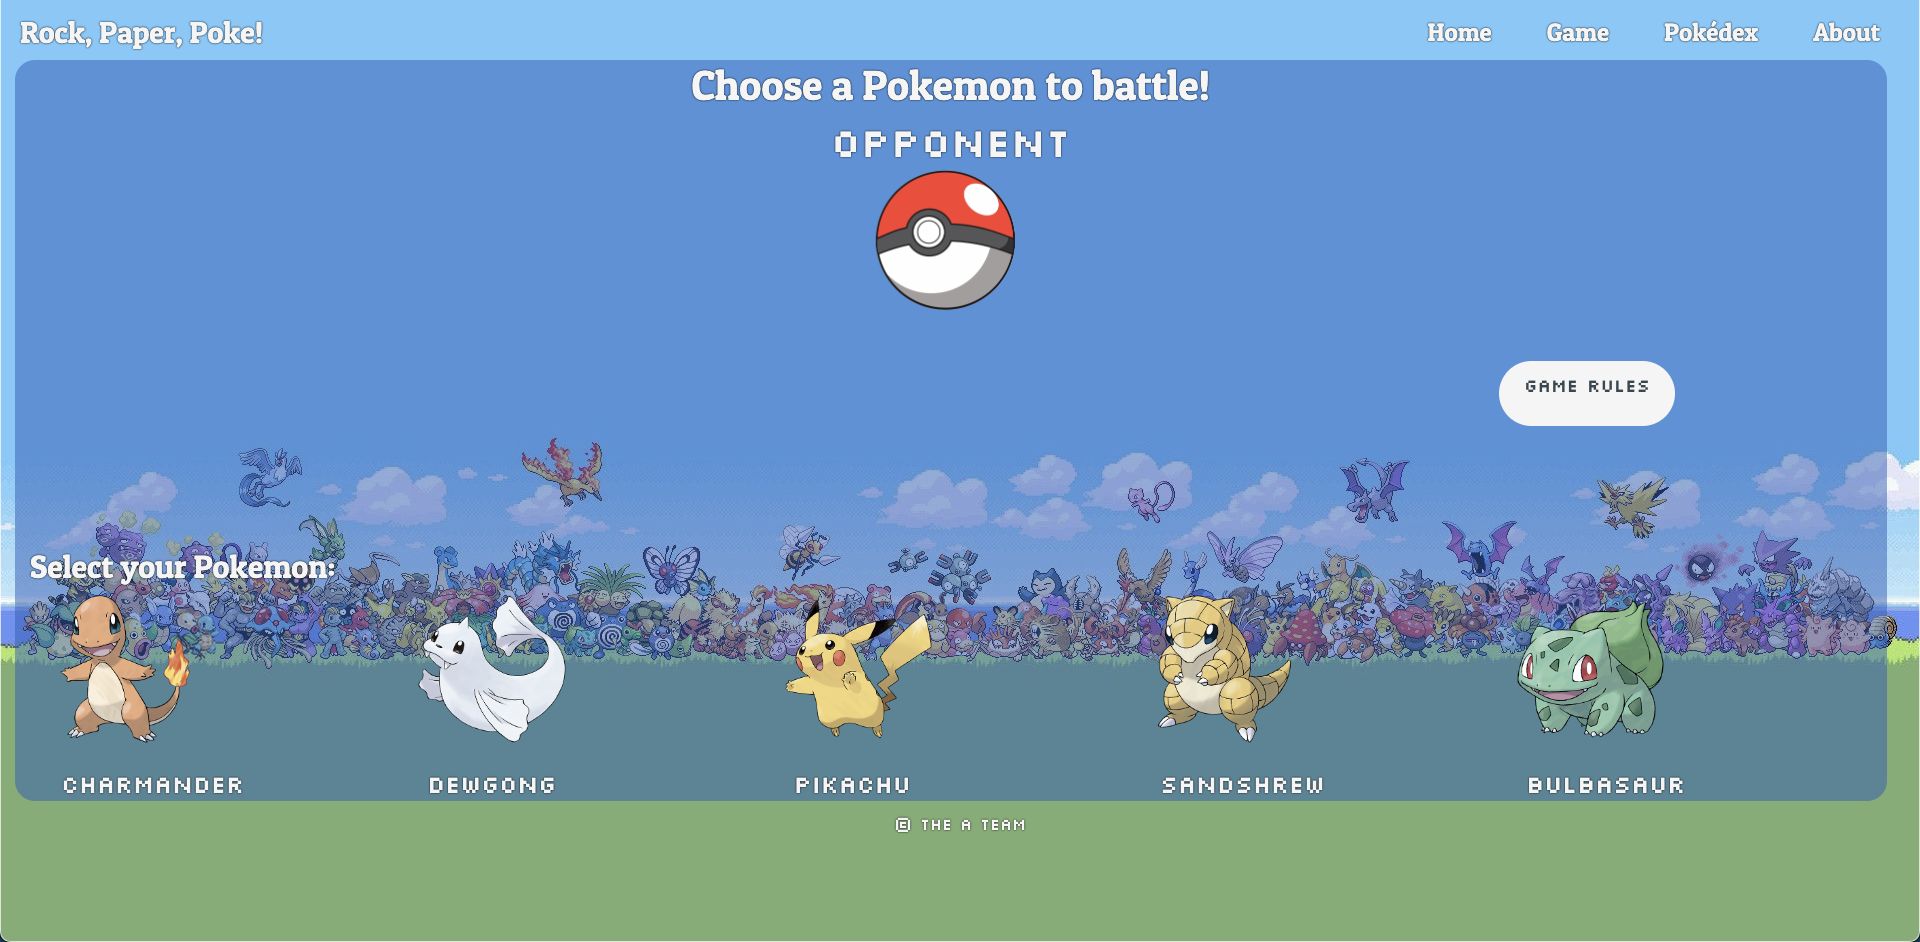 Rock, Paper, Poke!
Home Game Pokédex About
Choose a Pokemon to battle!
OPPONENT
GAME RULES
Select your Pokemon:
CHARMANDER DEWGONG PIKACHU SANDSHREW BULBASAUR
© THE A TEAM